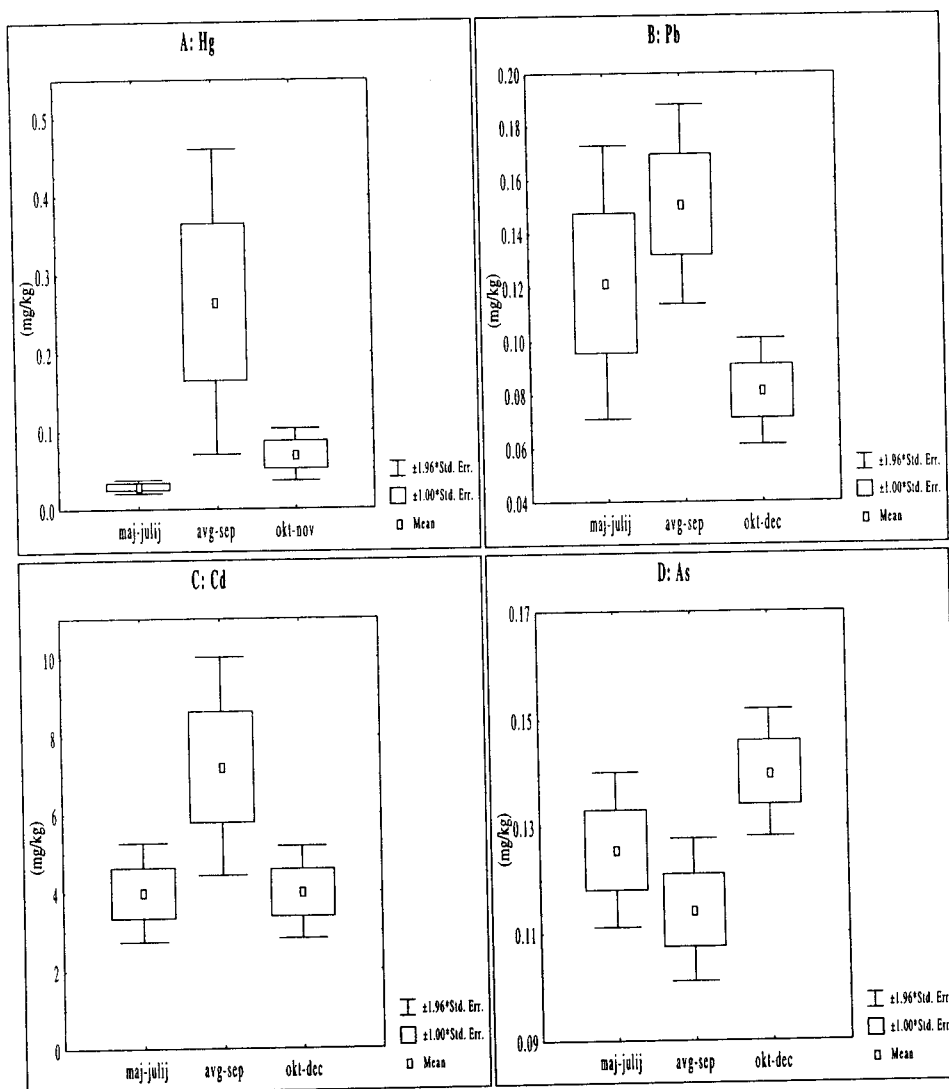 A: Hg
0.5
0.4
0.3
0.2
0.1
0.0
(mg/kg)
maj-julij avg-sep okt-nov
±1.96*Std. Err.
±1.00*Std. Err.
Mean
B: Pb
0.20
0.18
0.16
0.14
0.12
0.10
0.08
0.06
0.04
(mg/kg)
maj-julij avg-sep okt-dec
±1.96*Std. Err.
±1.00*Std. Err.
Mean
C: Cd
10
8
6
4
2
0
(mg/kg)
maj-julij avg-sep okt-dec
±1.96*Std. Err.
±1.00*Std. Err.
Mean
D: As
0.17
0.15
0.13
0.11
0.09
(mg/kg)
maj-julij avg-sep okt-dec
±1.96*Std. Err.
±1.00*Std. Err.
Mean